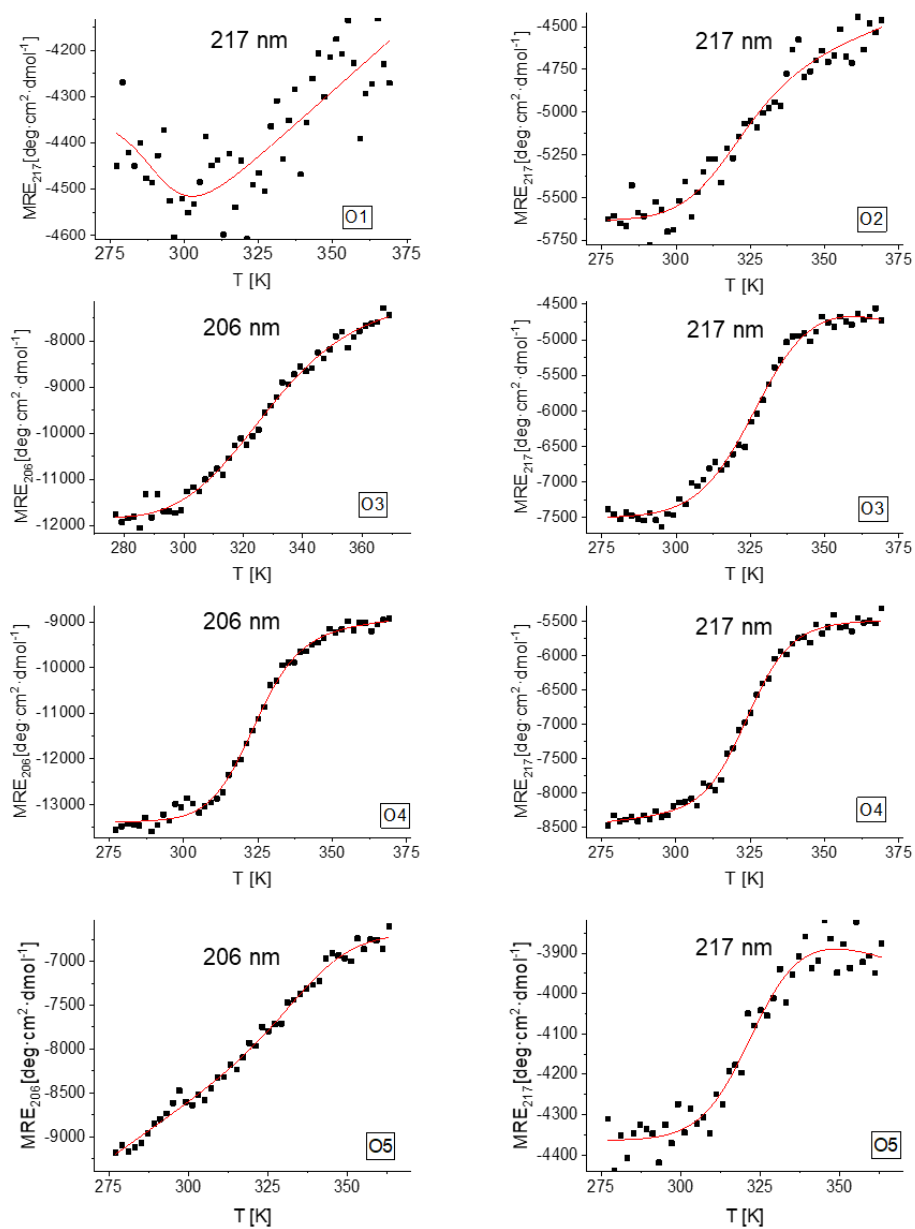 217 nm
MRE₂₁₇[deg·cm²·dmol⁻¹]
-4200
-4300
-4400
-4500
-4600
O1
275 300 325 350 375
T [K]
217 nm
MRE₂₁₇[deg·cm²·dmol⁻¹]
-4500
-4750
-5000
-5250
-5500
-5750
O2
275 300 325 350 375
T [K]
206 nm
MRE₂₀₆[deg·cm²·dmol⁻¹]
-8000
-9000
-10000
-11000
-12000
O3
280 300 320 340 360
T [K]
217 nm
MRE₂₁₇[deg·cm²·dmol⁻¹]
-4500
-5000
-5500
-6000
-6500
-7000
-7500
O3
275 300 325 350 375
T [K]
206 nm
MRE₂₀₆[deg·cm²·dmol⁻¹]
-9000
-10000
-11000
-12000
-13000
O4
275 300 325 350 375
T [K]
217 nm
MRE₂₁₇[deg·cm²·dmol⁻¹]
-5500
-6000
-6500
-7000
-7500
-8000
-8500
O4
275 300 325 350 375
T [K]
206 nm
MRE₂₀₆[deg·cm²·dmol⁻¹]
-7000
-7500
-8000
-8500
-9000
O5
275 300 325 350
T [K]
217 nm
MRE₂₁₇[deg·cm²·dmol⁻¹]
-3900
-4000
-4100
-4200
-4300
-4400
O5
275 300 325 350
T [K]